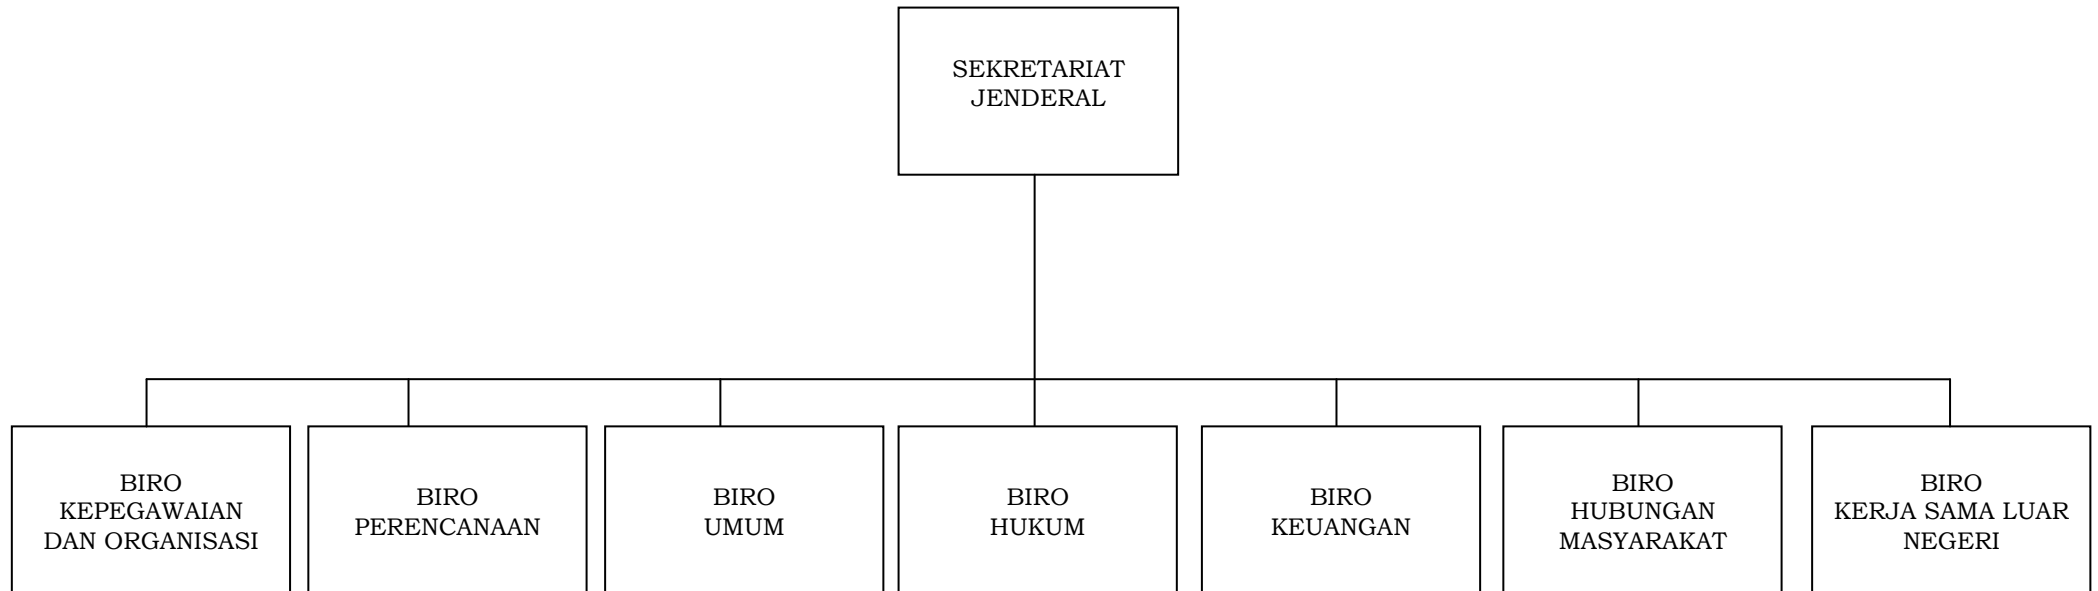 SEKRETARIAT
JENDERAL
BIRO
KEPEGAWAIAN
DAN ORGANISASI
BIRO
PERENCANAAN
BIRO
UMUM
BIRO
HUKUM
BIRO
KEUANGAN
BIRO
HUBUNGAN
MASYARAKAT
BIRO
KERJA SAMA LUAR
NEGERI